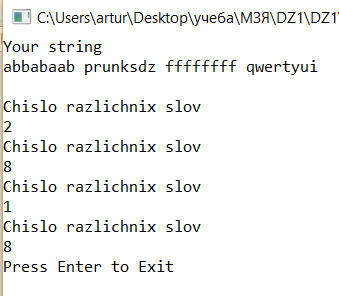 C:\Users\artur\Desktop\учеба\МЗЯ\DZ1\DZ1\
Your string
abbabaab prunksdz ffffffff qwertyui
Chislo razlichnix slov
2
Chislo razlichnix slov
8
Chislo razlichnix slov
1
Chislo razlichnix slov
8
Press Enter to Exit